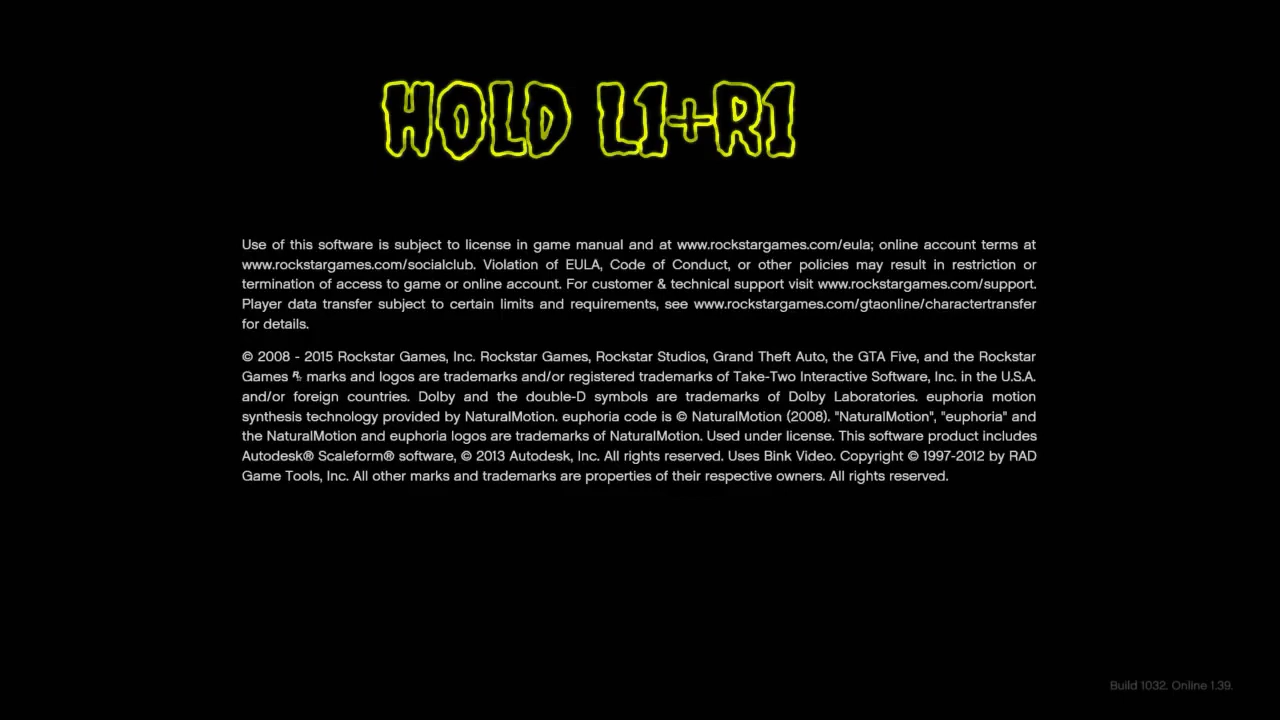 HOLD L1+R1
Use of this software is subject to license in game manual and at www.rockstargames.com/eula; online account terms at
www.rockstargames.com/socialclub. Violation of EULA, Code of Conduct, or other policies may result in restriction or
termination of access to game or online account. For customer & technical support visit www.rockstargames.com/support.
Player data transfer subject to certain limits and requirements, see www.rockstargames.com/gtaonline/charactertransfer
for details.
© 2008 - 2015 Rockstar Games, Inc. Rockstar Games, Rockstar Studios, Grand Theft Auto, the GTA Five, and the Rockstar
Games R* marks and logos are trademarks and/or registered trademarks of Take-Two Interactive Software, Inc. in the U.S.A.
and/or foreign countries. Dolby and the double-D symbols are trademarks of Dolby Laboratories. euphoria motion
synthesis technology provided by NaturalMotion. euphoria code is © NaturalMotion (2008). "NaturalMotion", "euphoria" and
the NaturalMotion and euphoria logos are trademarks of NaturalMotion. Used under license. This software product includes
Autodesk® Scaleform® software, © 2013 Autodesk, Inc. All rights reserved. Uses Bink Video. Copyright © 1997-2012 by RAD
Game Tools, Inc. All other marks and trademarks are properties of their respective owners. All rights reserved.
Build 1032. Online 1.39.